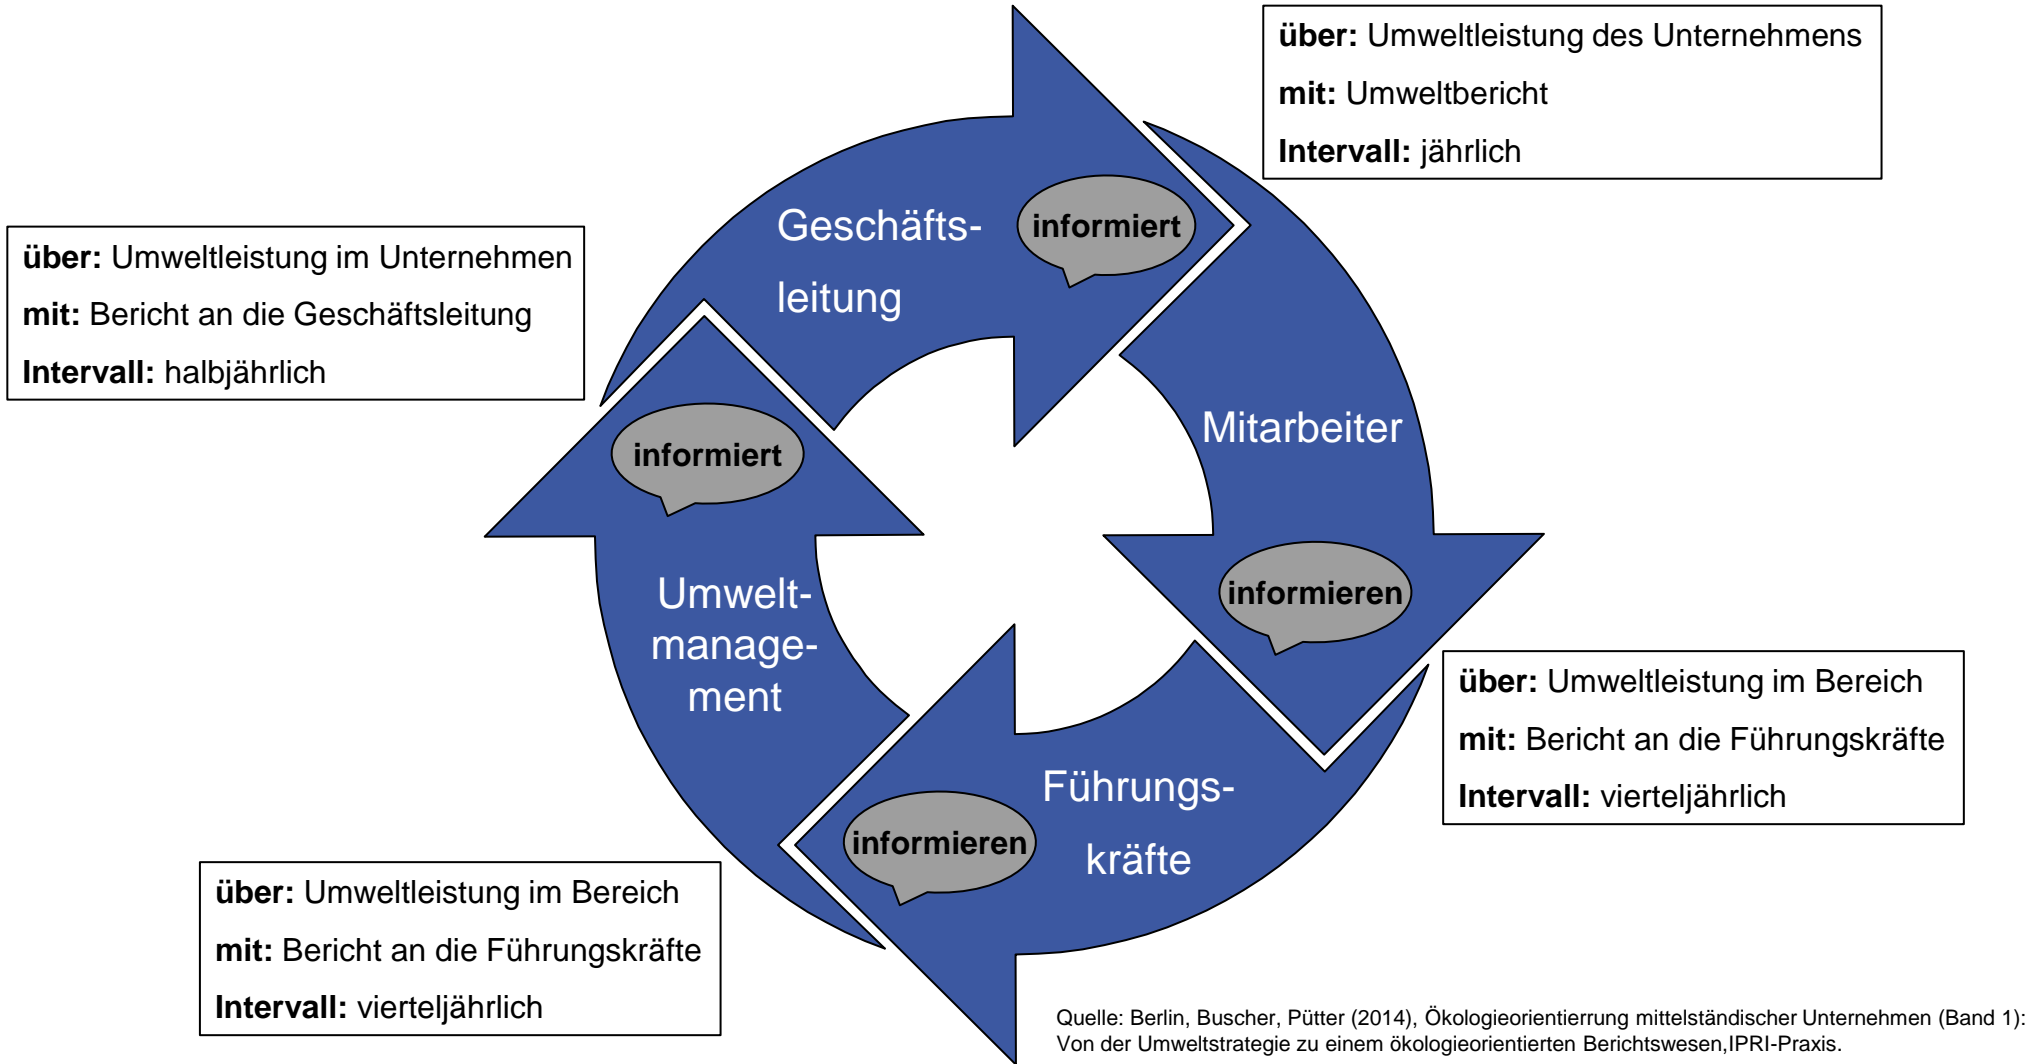 über: Umweltleistung des Unternehmens
mit: Umweltbericht
Intervall: jährlich
Geschäfts-
leitung
informiert
über: Umweltleistung im Unternehmen
mit: Bericht an die Geschäftsleitung
Intervall: halbjährlich
Mitarbeiter
informiert
informieren
Umwelt-
manage-
ment
über: Umweltleistung im Bereich
mit: Bericht an die Führungskräfte
Intervall: vierteljährlich
Führungs-
kräfte
informieren
über: Umweltleistung im Bereich
mit: Bericht an die Führungskräfte
Intervall: vierteljährlich
Quelle: Berlin, Buscher, Pütter (2014), Ökologieorientierrung mittelständischer Unternehmen (Band 1):
Von der Umweltstrategie zu einem ökologieorientierten Berichtswesen,IPRI-Praxis.